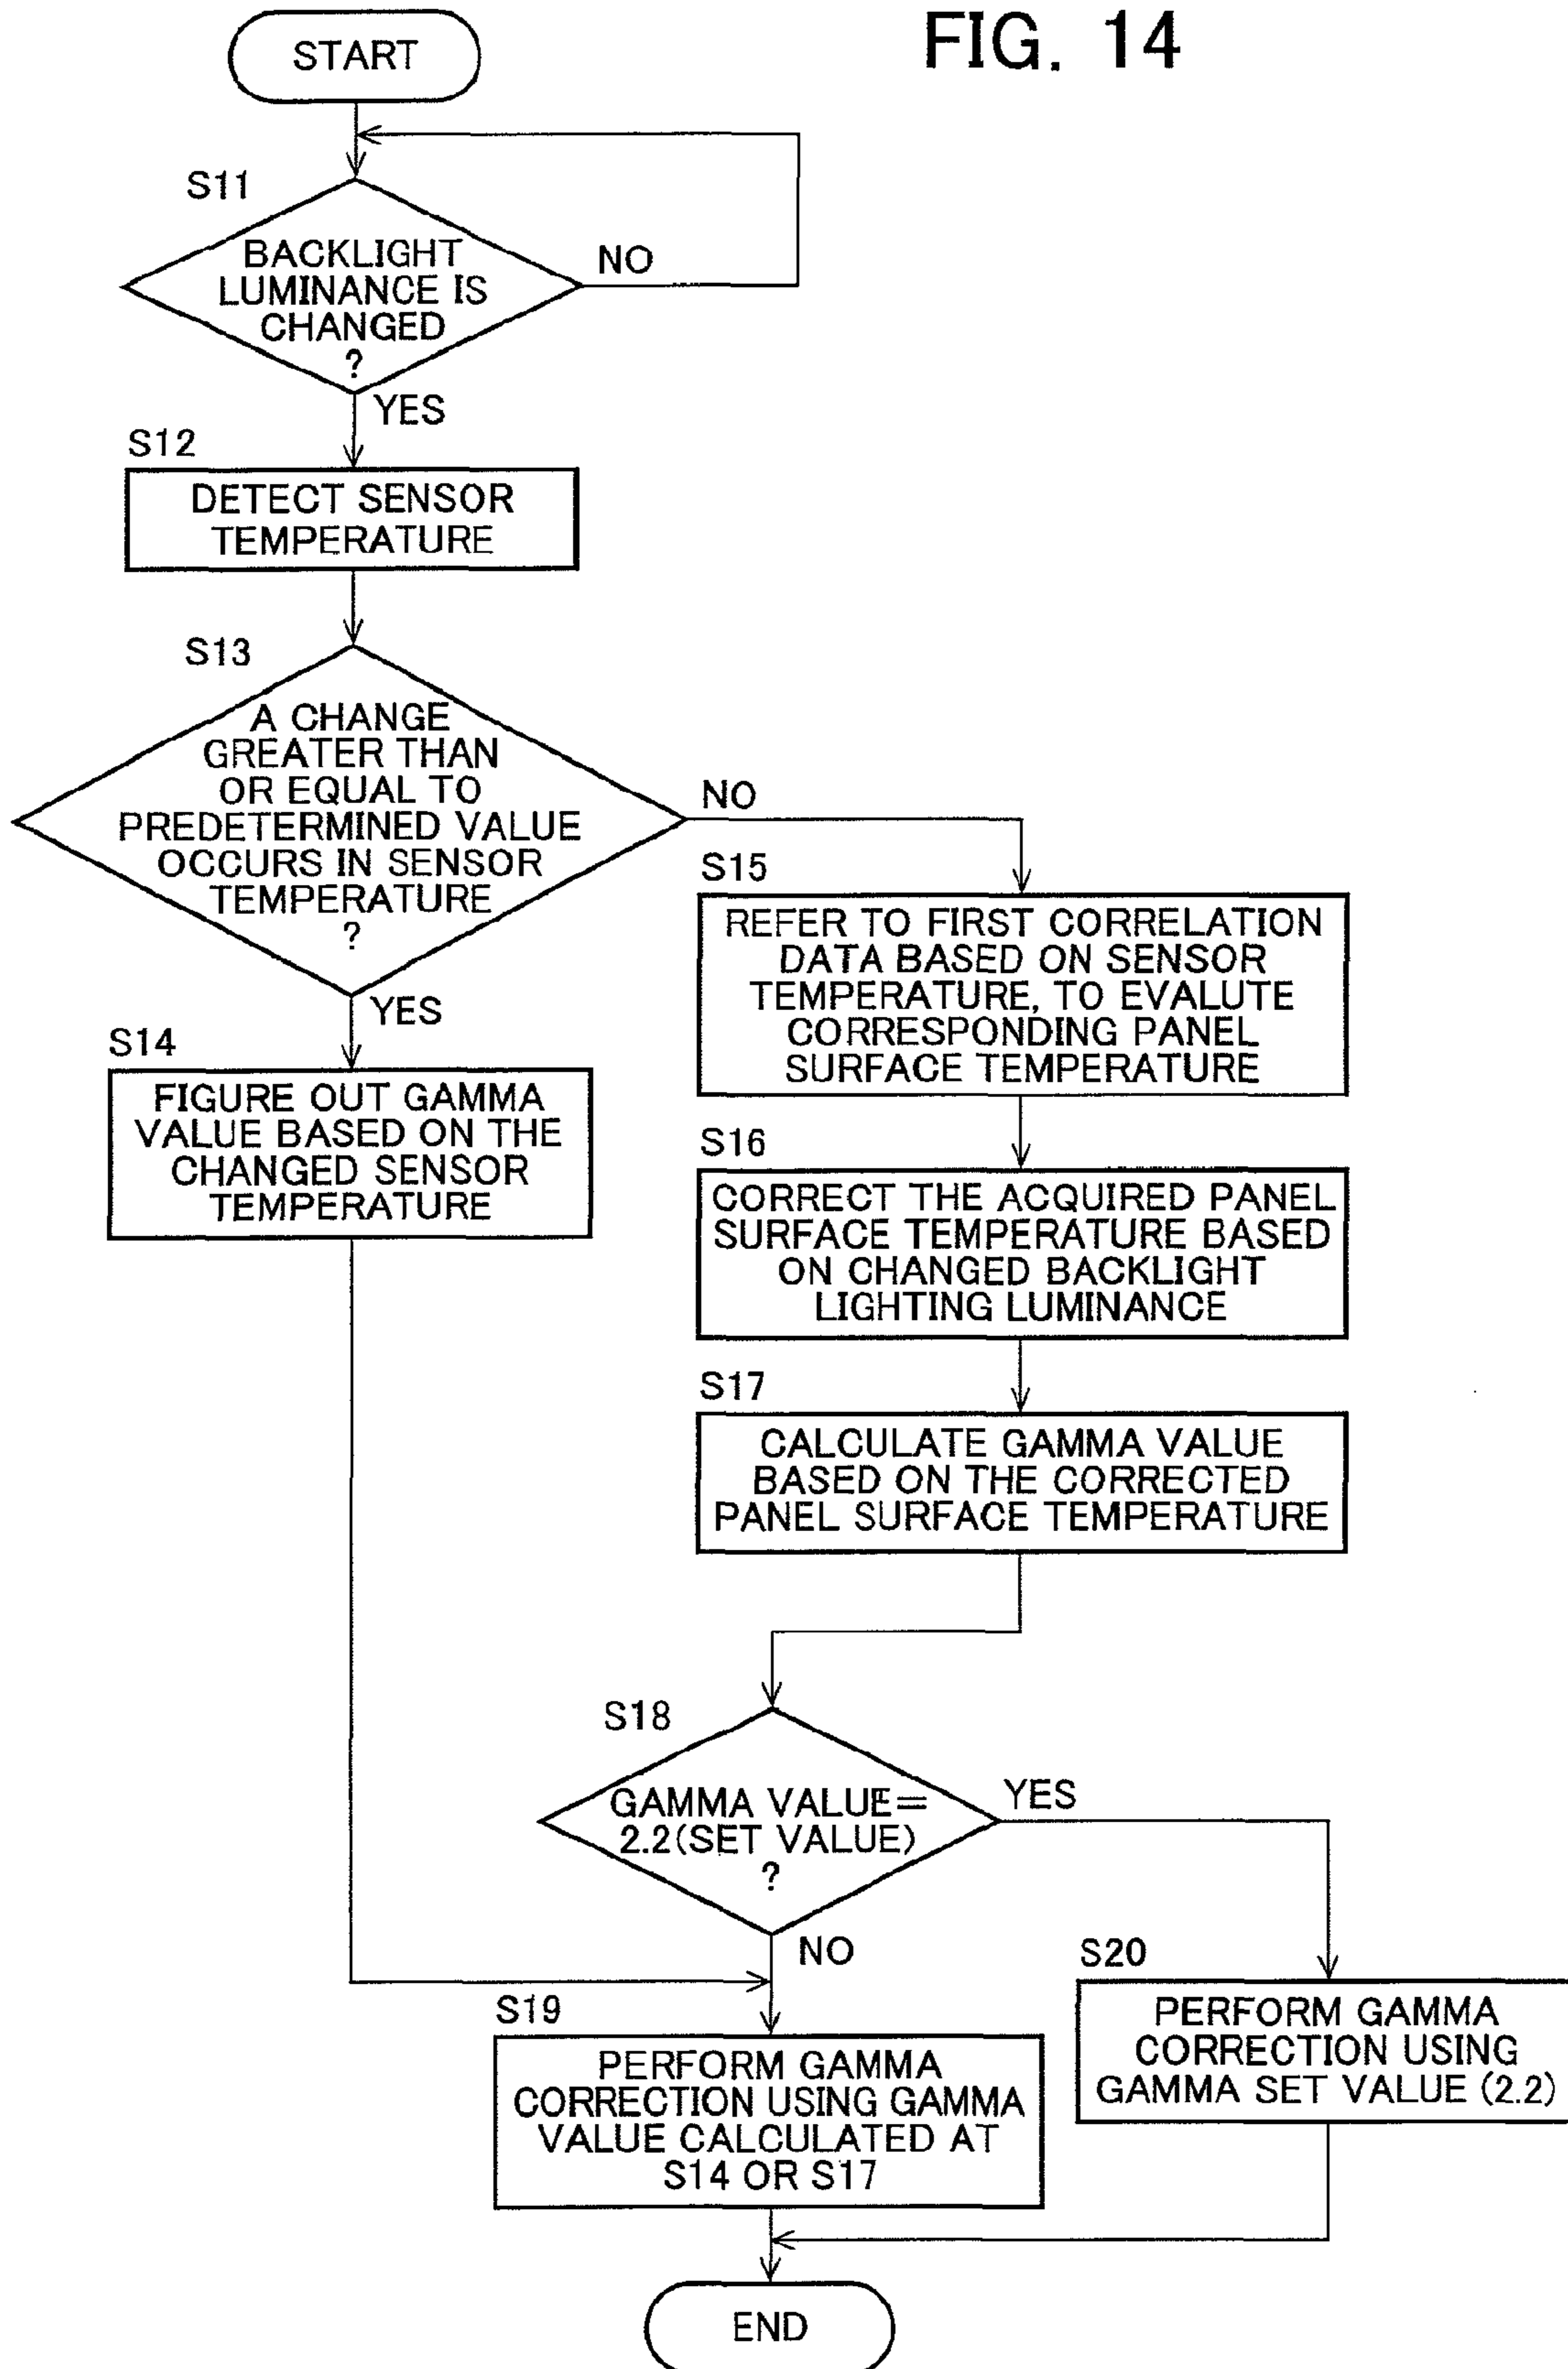 FIG. 14
START
S11
BACKLIGHT
LUMINANCE IS
CHANGED
?
NO
YES
S12
DETECT SENSOR
TEMPERATURE
S13
A CHANGE
GREATER THAN
OR EQUAL TO
PREDETERMINED VALUE
OCCURS IN SENSOR
TEMPERATURE
?
NO
YES
S14
FIGURE OUT GAMMA
VALUE BASED ON THE
CHANGED SENSOR
TEMPERATURE
S15
REFER TO FIRST CORRELATION
DATA BASED ON SENSOR
TEMPERATURE, TO EVALUTE
CORRESPONDING PANEL
SURFACE TEMPERATURE
S16
CORRECT THE ACQUIRED PANEL
SURFACE TEMPERATURE BASED
ON CHANGED BACKLIGHT
LIGHTING LUMINANCE
S17
CALCULATE GAMMA VALUE
BASED ON THE CORRECTED
PANEL SURFACE TEMPERATURE
S18
GAMMA VALUE=
2.2(SET VALUE)
?
YES
NO
S19
PERFORM GAMMA
CORRECTION USING GAMMA
VALUE CALCULATED AT
S14 OR S17
S20
PERFORM GAMMA
CORRECTION USING
GAMMA SET VALUE (2.2)
END